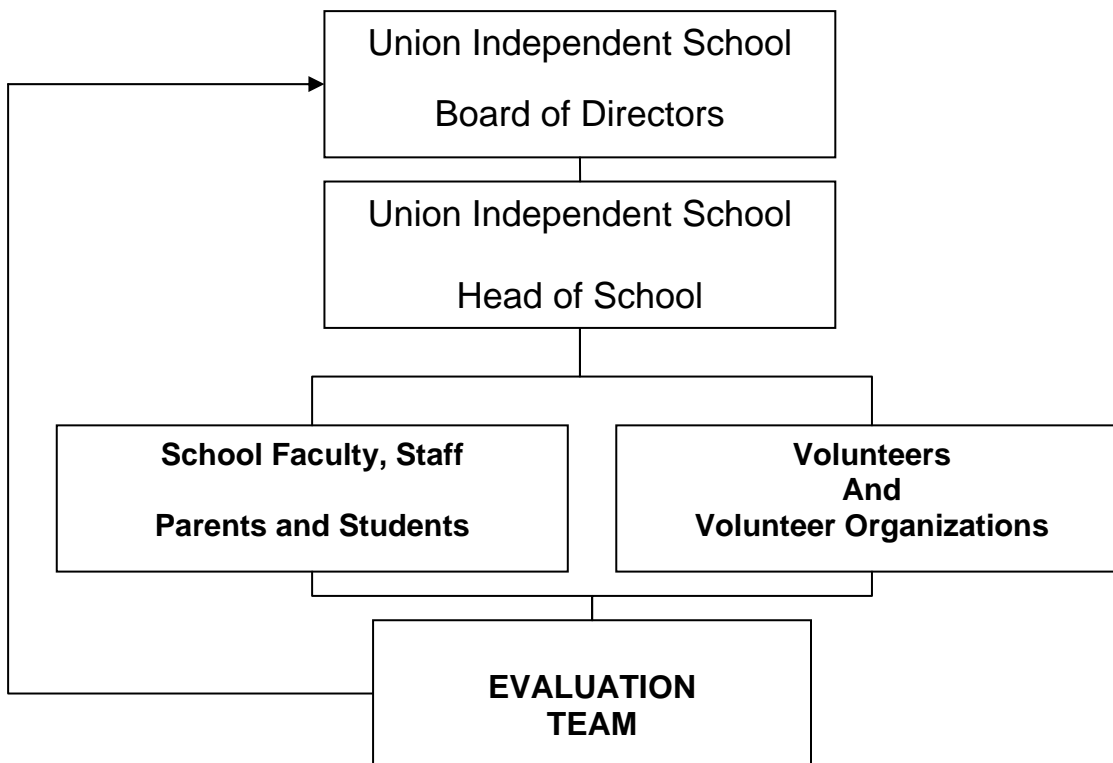 Union Independent School
Board of Directors
Union Independent School
Head of School
School Faculty, Staff
Parents and Students
Volunteers
And
Volunteer Organizations
EVALUATION
TEAM